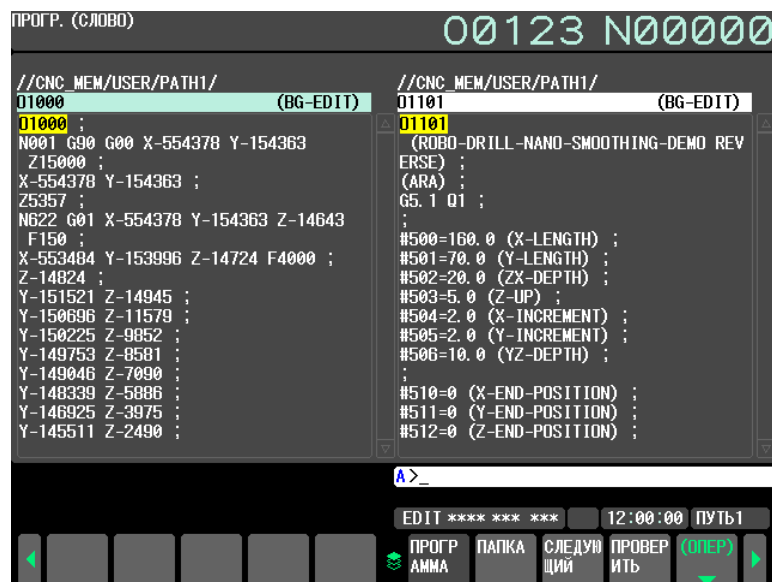 ПРОГР. (СЛОВО)
O0123 N00000
//CNC_MEM/USER/PATH1/
O1000 (BG-EDIT)
O1000 ;
N001 G90 G00 X-554378 Y-154363
Z15000 ;
X-554378 Y-154363 ;
Z5357 ;
N622 G01 X-554378 Y-154363 Z-14643
F150 ;
X-553484 Y-153996 Z-14724 F4000 ;
Z-14824 ;
Y-151521 Z-14945 ;
Y-150696 Z-11579 ;
Y-150225 Z-9852 ;
Y-149753 Z-8581 ;
Y-149046 Z-7090 ;
Y-148339 Z-5886 ;
Y-146925 Z-3975 ;
Y-145511 Z-2490 ;
//CNC_MEM/USER/PATH1/
O1101 (BG-EDIT)
O1101
(ROBO-DRILL-NANO-SMOOTHING-DEMO REV
ERSE) ;
(ARA) ;
G5.1 Q1 ;
;
#500=160.0 (X-LENGTH) ;
#501=70.0 (Y-LENGTH) ;
#502=20.0 (ZX-DEPTH) ;
#503=5.0 (Z-UP) ;
#504=2.0 (X-INCREMENT) ;
#505=2.0 (Y-INCREMENT) ;
#506=10.0 (YZ-DEPTH) ;
;
#510=0 (X-END-POSITION) ;
#511=0 (Y-END-POSITION) ;
#512=0 (Z-END-POSITION) ;
A>_
EDIT **** *** *** 12:00:00 ПУТЬ1
ПРОГР
АММА
ПАПКА
СЛЕДУЮ
ЩИЙ
ПРОВЕР
ИТЬ
(ОПЕР)